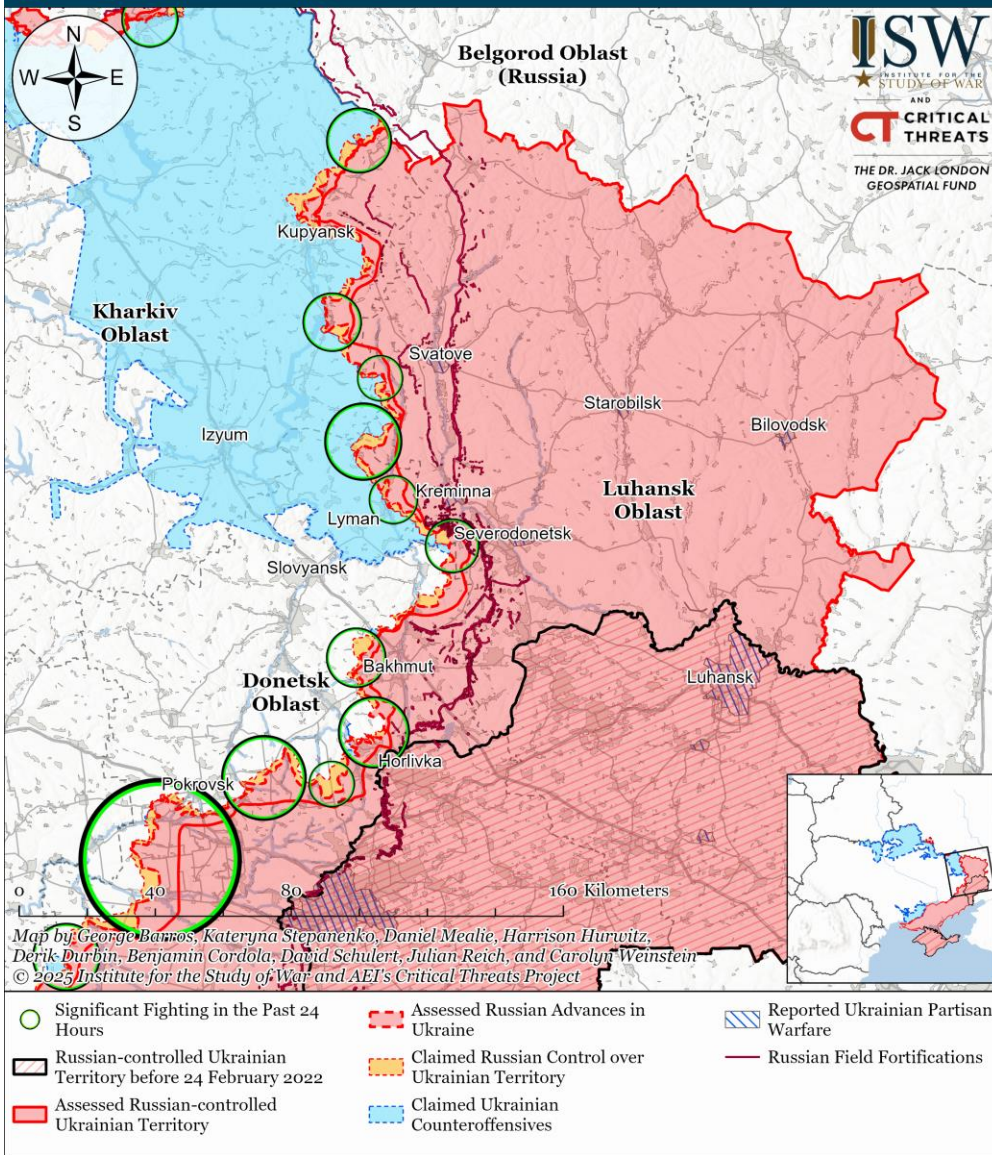 N
W
E
S
Belgorod Oblast
(Russia)
ISW
INSTITUTE FOR THE
STUDY OF WAR
AND
CT CRITICAL
THREATS
THE DR. JACK LONDON
GEOSPATIAL FUND
Kupyansk
Kharkiv
Oblast
Svatove
Starobilsk
Bilovodsk
Izyum
Kreminna
Luhansk
Oblast
Lyman
Severodonetsk
Slovyansk
Bakhmut
Luhansk
Donetsk
Oblast
Horlivka
Pokrovsk
0 40 80 160 Kilometers
Map by George Barros, Kateryna Stepanenko, Daniel Mealie, Harrison Hurwitz,
Derik Durbin, Benjamin Cordola, David Schulert, Julian Reich, and Carolyn Weinstein
© 2025 Institute for the Study of War and AEI's Critical Threats Project
Significant Fighting in the Past 24
Hours
Russian-controlled Ukrainian
Territory before 24 February 2022
Assessed Russian-controlled
Ukrainian Territory
Assessed Russian Advances in
Ukraine
Claimed Russian Control over
Ukrainian Territory
Claimed Ukrainian
Counteroffensives
Reported Ukrainian Partisan
Warfare
Russian Field Fortifications